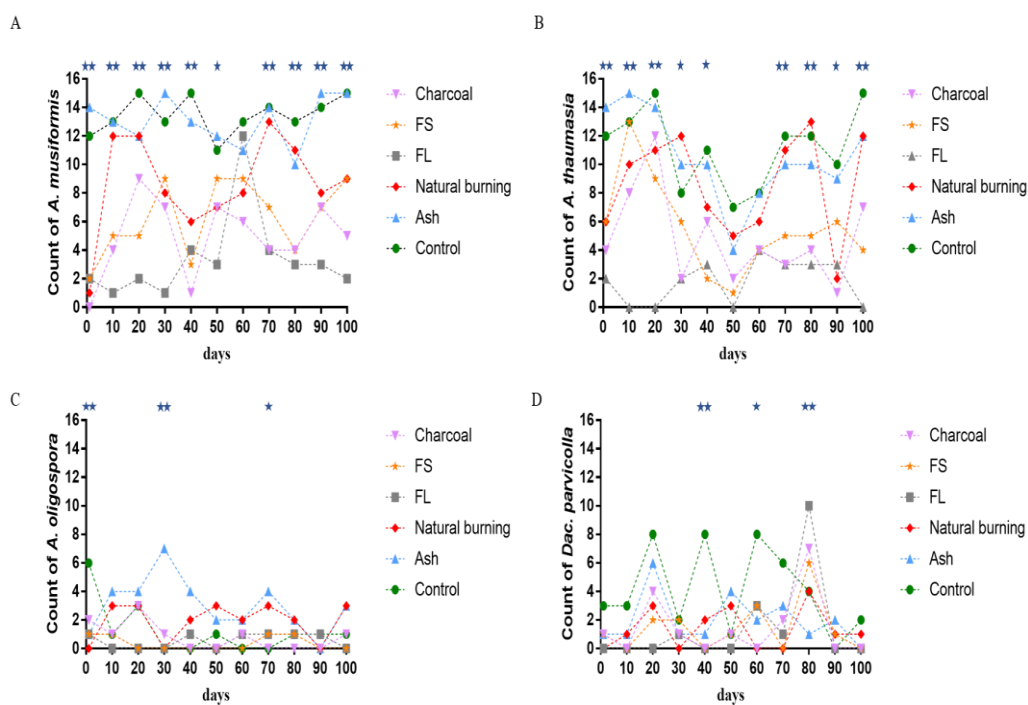 A
Count of A. musiformis
16
14
12
10
8
6
4
2
0
0 10 20 30 40 50 60 70 80 90 100
days
Charcoal
FS
FL
Natural burning
Ash
Control
B
Count of A. thaumasia
16
14
12
10
8
6
4
2
0
0 10 20 30 40 50 60 70 80 90 100
days
Charcoal
FS
FL
Natural burning
Ash
Control
C
Count of A. oligospora
16
14
12
10
8
6
4
2
0
0 10 20 30 40 50 60 70 80 90 100
days
Charcoal
FS
FL
Natural burning
Ash
Control
D
Count of Dac. parvicolla
16
14
12
10
8
6
4
2
0
0 10 20 30 40 50 60 70 80 90 100
days
Charcoal
FS
FL
Natural burning
Ash
Control